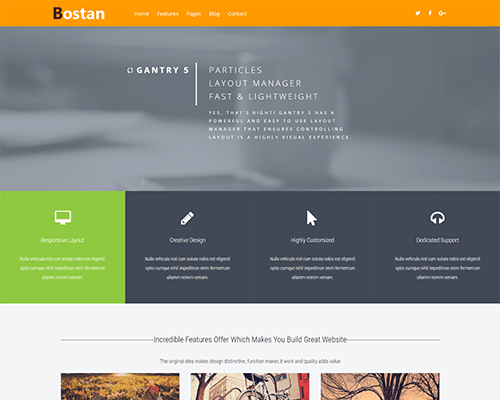 Bostan
Home Features Pages Blog Contact
Ø GANTRY 5
PARTICLES
LAYOUT MANAGER
FAST & LIGHTWEIGHT
YES, THAT'S RIGHT! GANTRY 5 HAS A
POWERFUL AND EASY TO USE LAYOUT
MANAGER THAT ENSURES CONTROLLING
LAYOUT IS A HIGHLY VISUAL EXPERIENCE.
Responsive Layout
Nulla vehicula nisl cum soluta nobis est eligendi
optio cumque nihil impeditnon enim fermentum
ullamm nesnim veniam.
Creative Design
Nulla vehicula nisl cum soluta nobis est eligendi
optio cumque nihil impeditnon enim fermentum
ullamm nesnim veniam.
Highly Customized
Nulla vehicula nisl cum soluta nobis est eligendi
optio cumque nihil impeditnon enim fermentum
ullamm nesnim veniam.
Dedicated Support
Nulla vehicula nisl cum soluta nobis est eligendi
optio cumque nihil impeditnon enim fermentum
ullamm nesnim veniam.
Incredible Features Offer Which Makes You Build Great Website
The original idea makes design distinctive, function makes it work and quality adds value